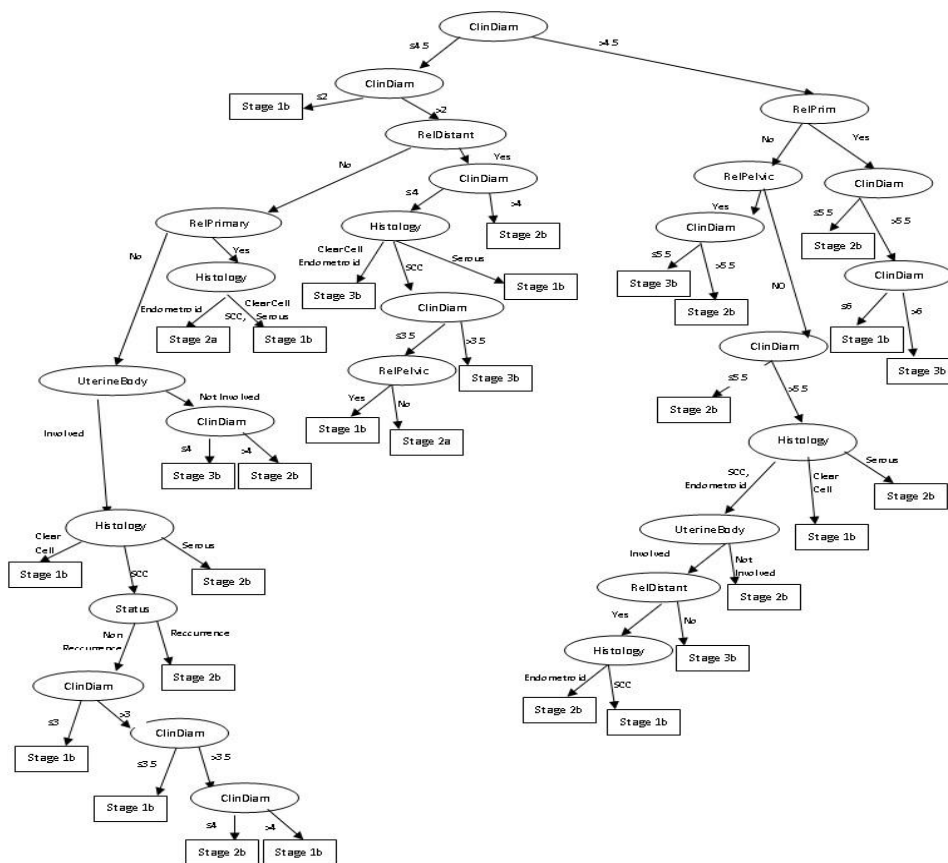 ClinDiam
≤4.5
>4.5
ClinDiam
≤2
Stage 1b
>2
RelPrim
RelDistant
No
Yes
No
Yes
ClinDiam
RelPelvic
ClinDiam
≤4
>4
Yes
≤5.5
>5.5
RelPrimary
Histology
Stage 2b
ClinDiam
Stage 2b
No
Yes
ClearCell
Endometroid
SCC
Serous
≤5.5
>5.5
NO
ClinDiam
Histology
Stage 3b
Stage 1b
Stage 3b
Stage 2b
≤6
>6
Endometroid
SCC,
ClearCell
Serous
ClinDiam
Stage 1b
Stage 2a
Stage 1b
≤3.5
>3.5
ClinDiam
Stage 3b
UterineBody
RelPelvic
Stage 3b
≤5.5
>5.5
Not Involved
Yes
No
Stage 2b
Involved
ClinDiam
Stage 1b
Stage 2a
Histology
≤4
>4
SCC,
Endometroid
Clear
Cell
Serous
Stage 3b
Stage 2b
Stage 2b
Histology
UterineBody
Stage 1b
Clear
Cell
SCC
Serous
Involved
Not
Involved
Stage 1b
Stage 2b
RelDistant
Stage 2b
Status
Yes
No
Non
Reccurrence
Reccurrence
Histology
Stage 3b
ClinDiam
Stage 2b
Endometroid
SCC
≤3
>3
Stage 2b
Stage 1b
ClinDiam
Stage 1b
≤3.5
>3.5
Stage 1b
ClinDiam
≤4
>4
Stage 2b
Stage 1b